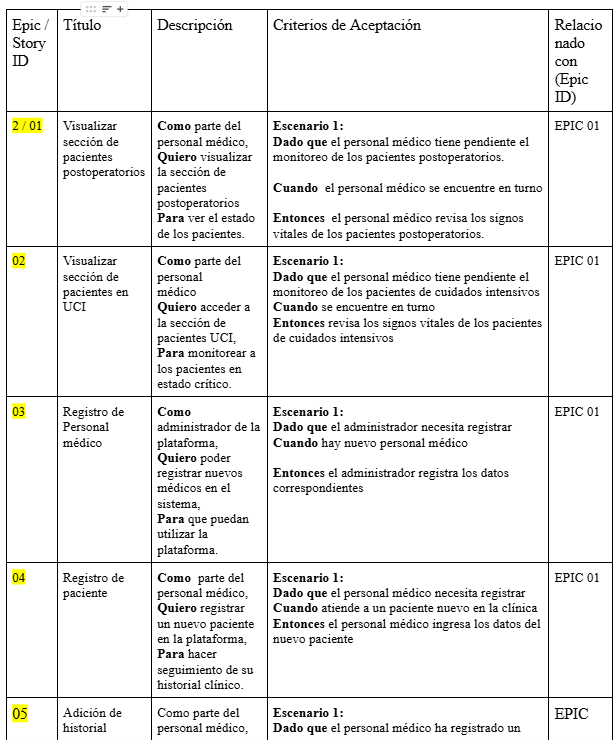 Epic /
Story
ID
Título
Descripción
Criterios de Aceptación
Relacio
nado
con
(Epic
ID)
2 / 01
Visualizar
sección de
pacientes
postoperatorios
Como parte del
personal médico,
Quiero visualizar
la sección de
pacientes
postoperatorios
Para ver el estado
de los pacientes.
Escenario 1:
Dado que el personal médico tiene pendiente el
monitoreo de los pacientes postoperatorios.
Cuando el personal médico se encuentre en turno
Entonces el personal médico revisa los signos
vitales de los pacientes postoperatorios.
EPIC 01
02
Visualizar
sección de
pacientes en
UCI
Como parte del
personal
médico
Quiero acceder a
la sección de
pacientes UCI,
Para monitorear a
los pacientes en
estado crítico.
Escenario 1:
Dado que el personal médico tiene pendiente el
monitoreo de los pacientes de cuidados intensivos
Cuando se encuentre en turno
Entonces revisa los signos vitales de los pacientes
de cuidados intensivos
EPIC 01
03
Registro de
Personal
médico
Como
administrador de la
plataforma,
Quiero poder
registrar nuevos
médicos en el
sistema,
Para que puedan
utilizar la
plataforma.
Escenario 1:
Dado que el administrador necesita registrar
Cuando hay nuevo personal médico
Entonces el administrador registra los datos
correspondientes
EPIC 01
04
Registro de
paciente
Como parte del
personal médico,
Quiero registrar
un nuevo paciente
en la plataforma,
Para hacer
seguimiento de su
historial clínico.
Escenario 1:
Dado que el personal médico necesita registrar
Cuando atiende a un paciente nuevo en la clínica
Entonces el personal médico ingresa los datos del
nuevo paciente
EPIC 01
05
Adición de
historial
Como parte del
personal médico,
Escenario 1:
Dado que el personal médico ha registrado un
EPIC